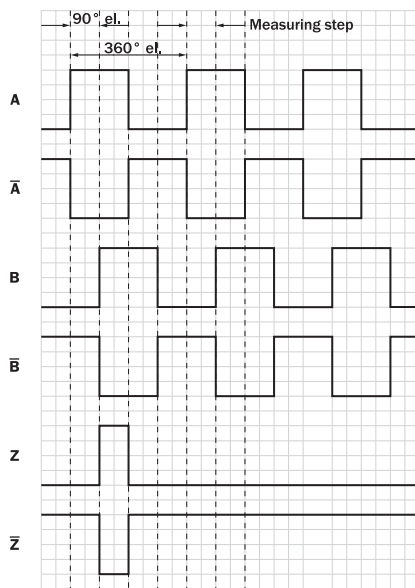 90° el.
Measuring step
360° el.
A
A̅
B
B̅
Z
Z̅